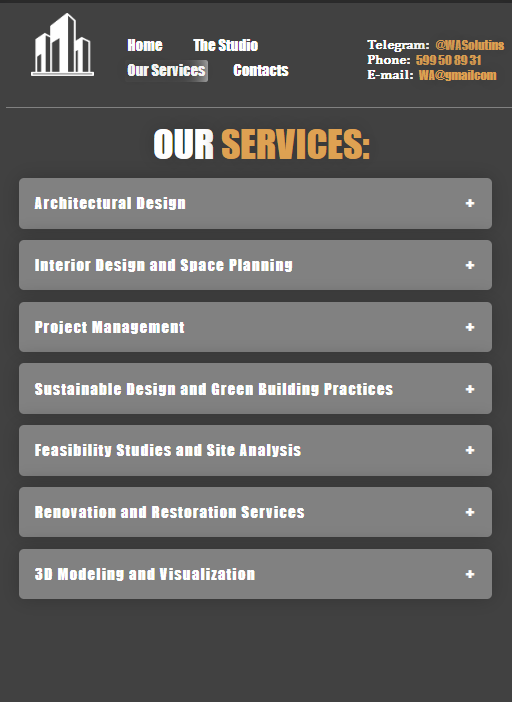 Home The Studio
Our Services Contacts
Telegram: @WASolutins
Phone: 599 50 89 31
E-mail: WA@gmailcom
OUR SERVICES:
Architectural Design +
Interior Design and Space Planning +
Project Management +
Sustainable Design and Green Building Practices +
Feasibility Studies and Site Analysis +
Renovation and Restoration Services +
3D Modeling and Visualization +